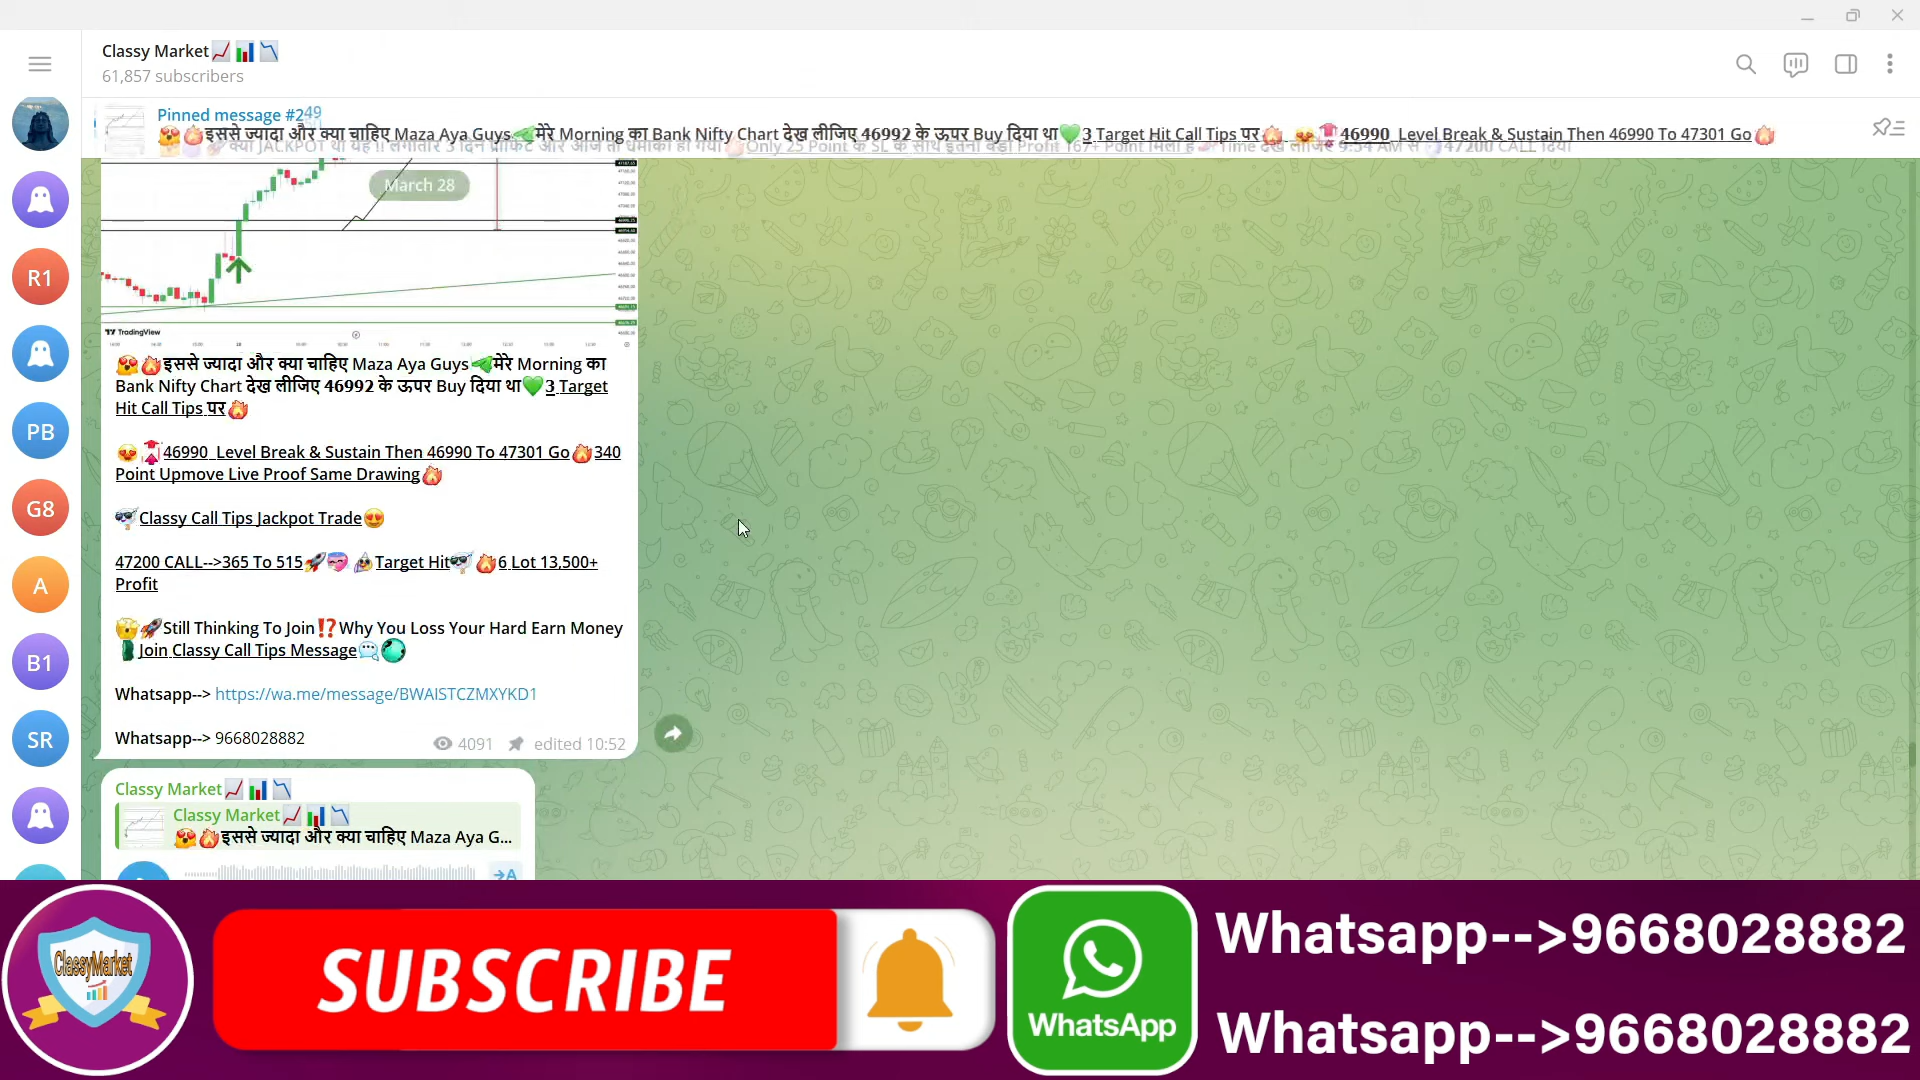 Classy Market📈📊📉
61,857 subscribers
Pinned message #249
😍🔥इससे ज्यादा और क्या चाहिए Maza Aya Guys मेरे Morning का Bank Nifty Chart देख लीजिए 46992 के ऊपर Buy दिया था💚3 Target Hit Call Tips पर🔥 😍 46990 Level Break & Sustain Then 46990 To 47301 Go🔥
March 28
TradingView
😍🔥इससे ज्यादा और क्या चाहिए Maza Aya Guys मेरे Morning का
Bank Nifty Chart देख लीजिए 46992 के ऊपर Buy दिया था💚3 Target
Hit Call Tips पर🔥
😍46990 Level Break & Sustain Then 46990 To 47301 Go🔥340
Point Upmove Live Proof Same Drawing🔥
Classy Call Tips Jackpot Trade😍
47200 CALL-->365 To 515🚀💝 Target Hit 🔥6 Lot 13,500+
Profit
🚀Still Thinking To Join⁉️Why You Loss Your Hard Earn Money
Join Classy Call Tips Message
Whatsapp--> https://wa.me/message/BWAISTCZMXYKD1
Whatsapp--> 9668028882
4091 edited 10:52
Classy Market📈📊📉
Classy Market📈📊📉
😍🔥इससे ज्यादा और क्या चाहिए Maza Aya G...
→A
R1
PB
G8
A
B1
SR
ClassyMarket
SUBSCRIBE
WhatsApp
Whatsapp-->9668028882
Whatsapp-->9668028882